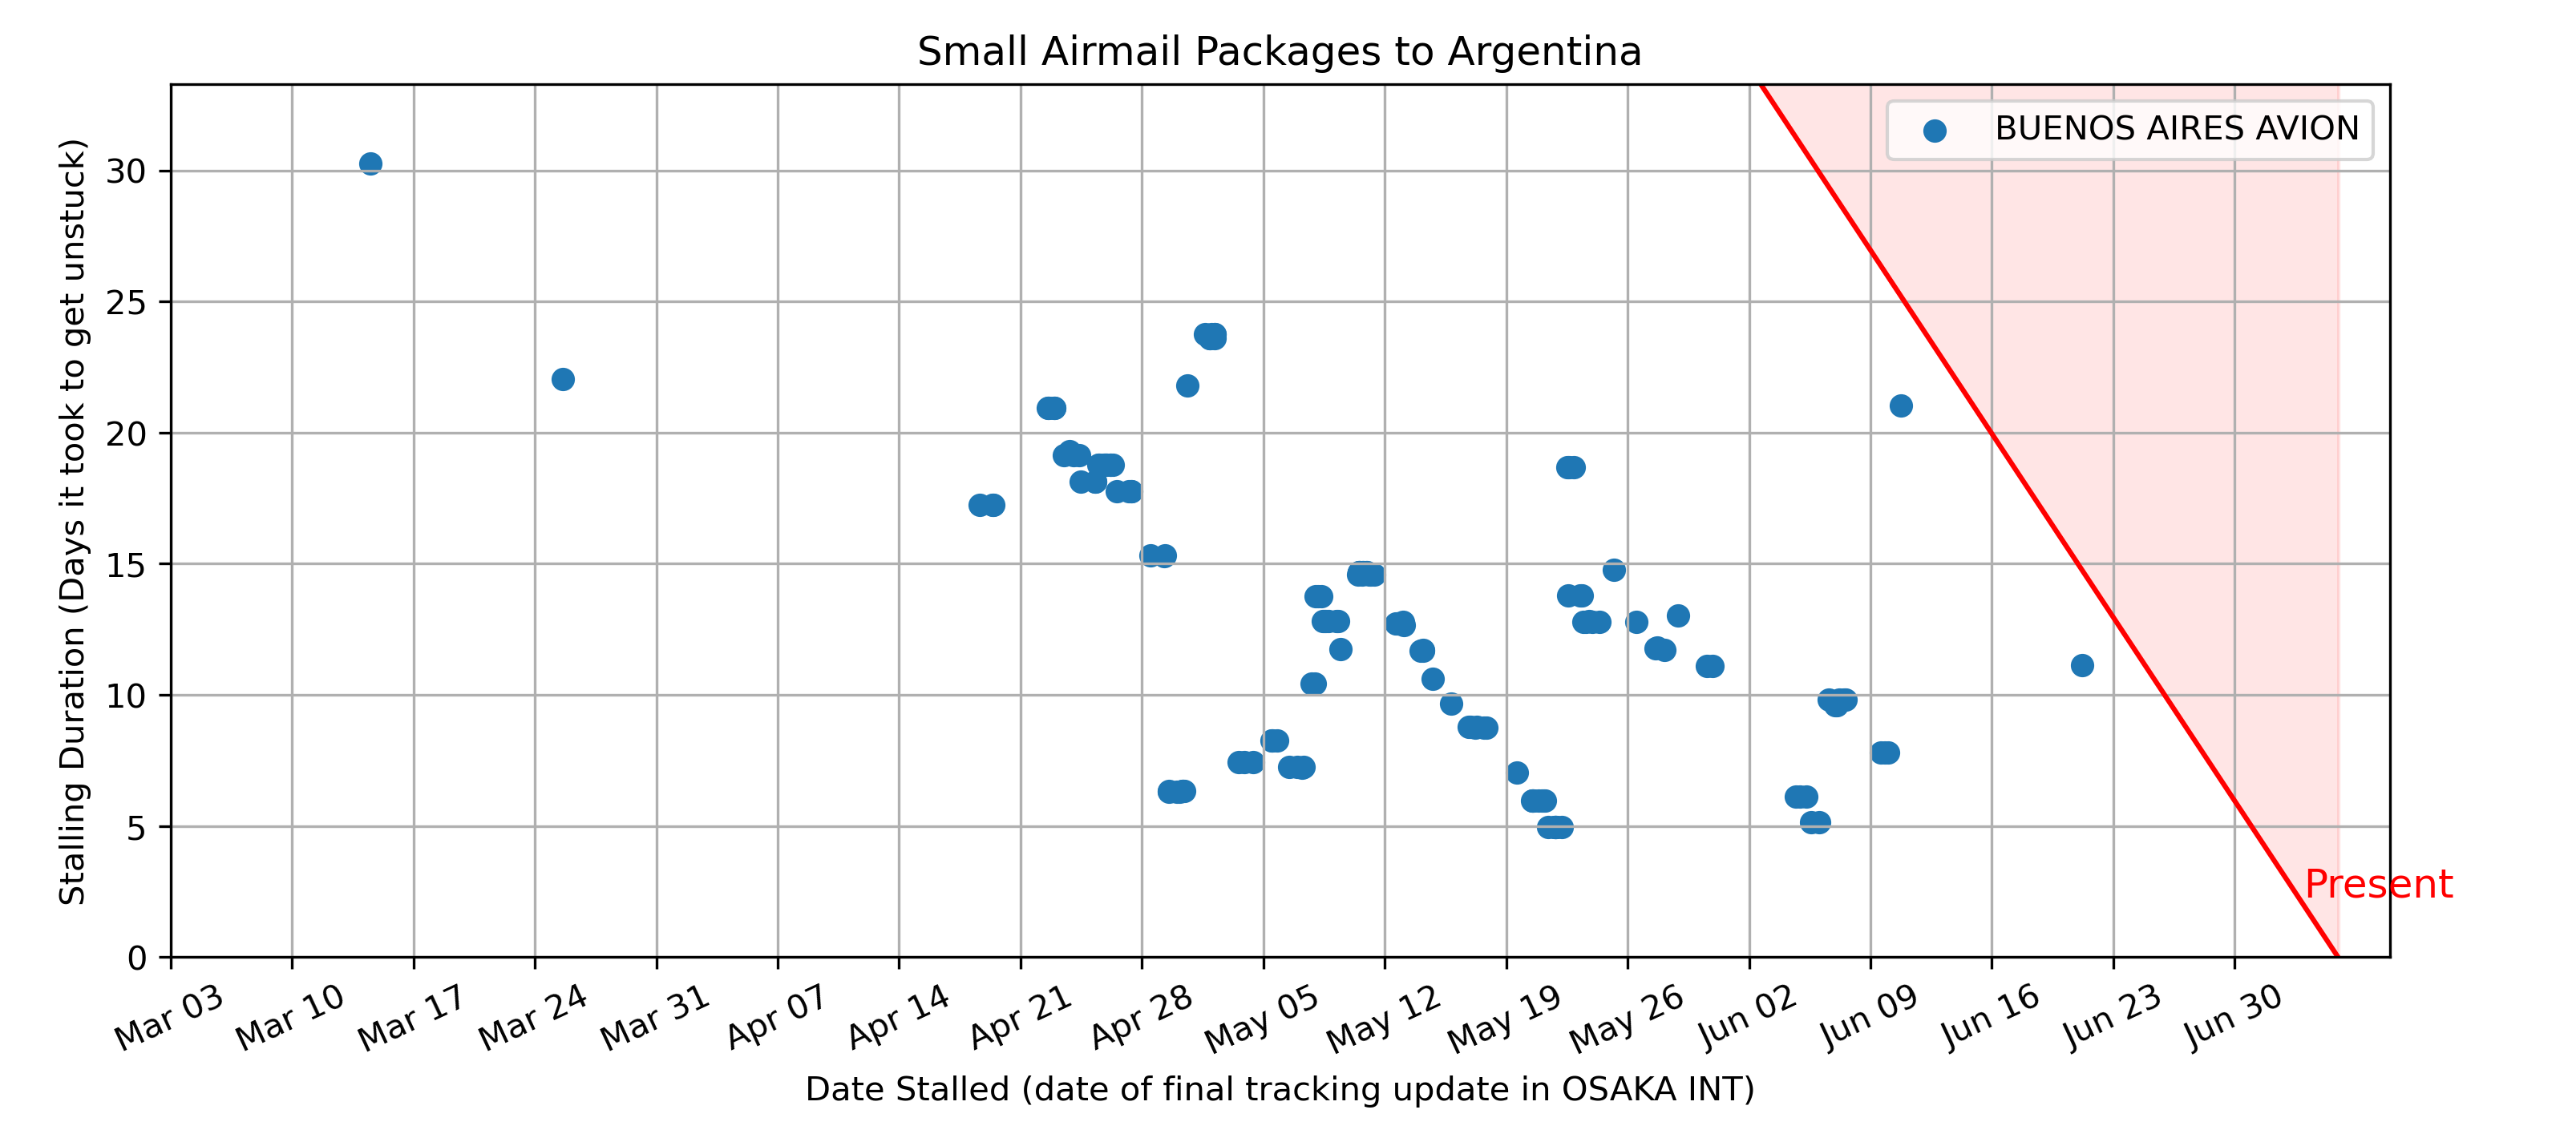 Small Airmail Packages to Argentina
BUENOS AIRES AVION
Stalling Duration (Days it took to get unstuck)
30
25
20
15
10
5
0
Present
Mar 03
Mar 10
Mar 17
Mar 24
Mar 31
Apr 07
Apr 14
Apr 21
Apr 28
May 05
May 12
May 19
May 26
Jun 02
Jun 09
Jun 16
Jun 23
Jun 30
Date Stalled (date of final tracking update in OSAKA INT)